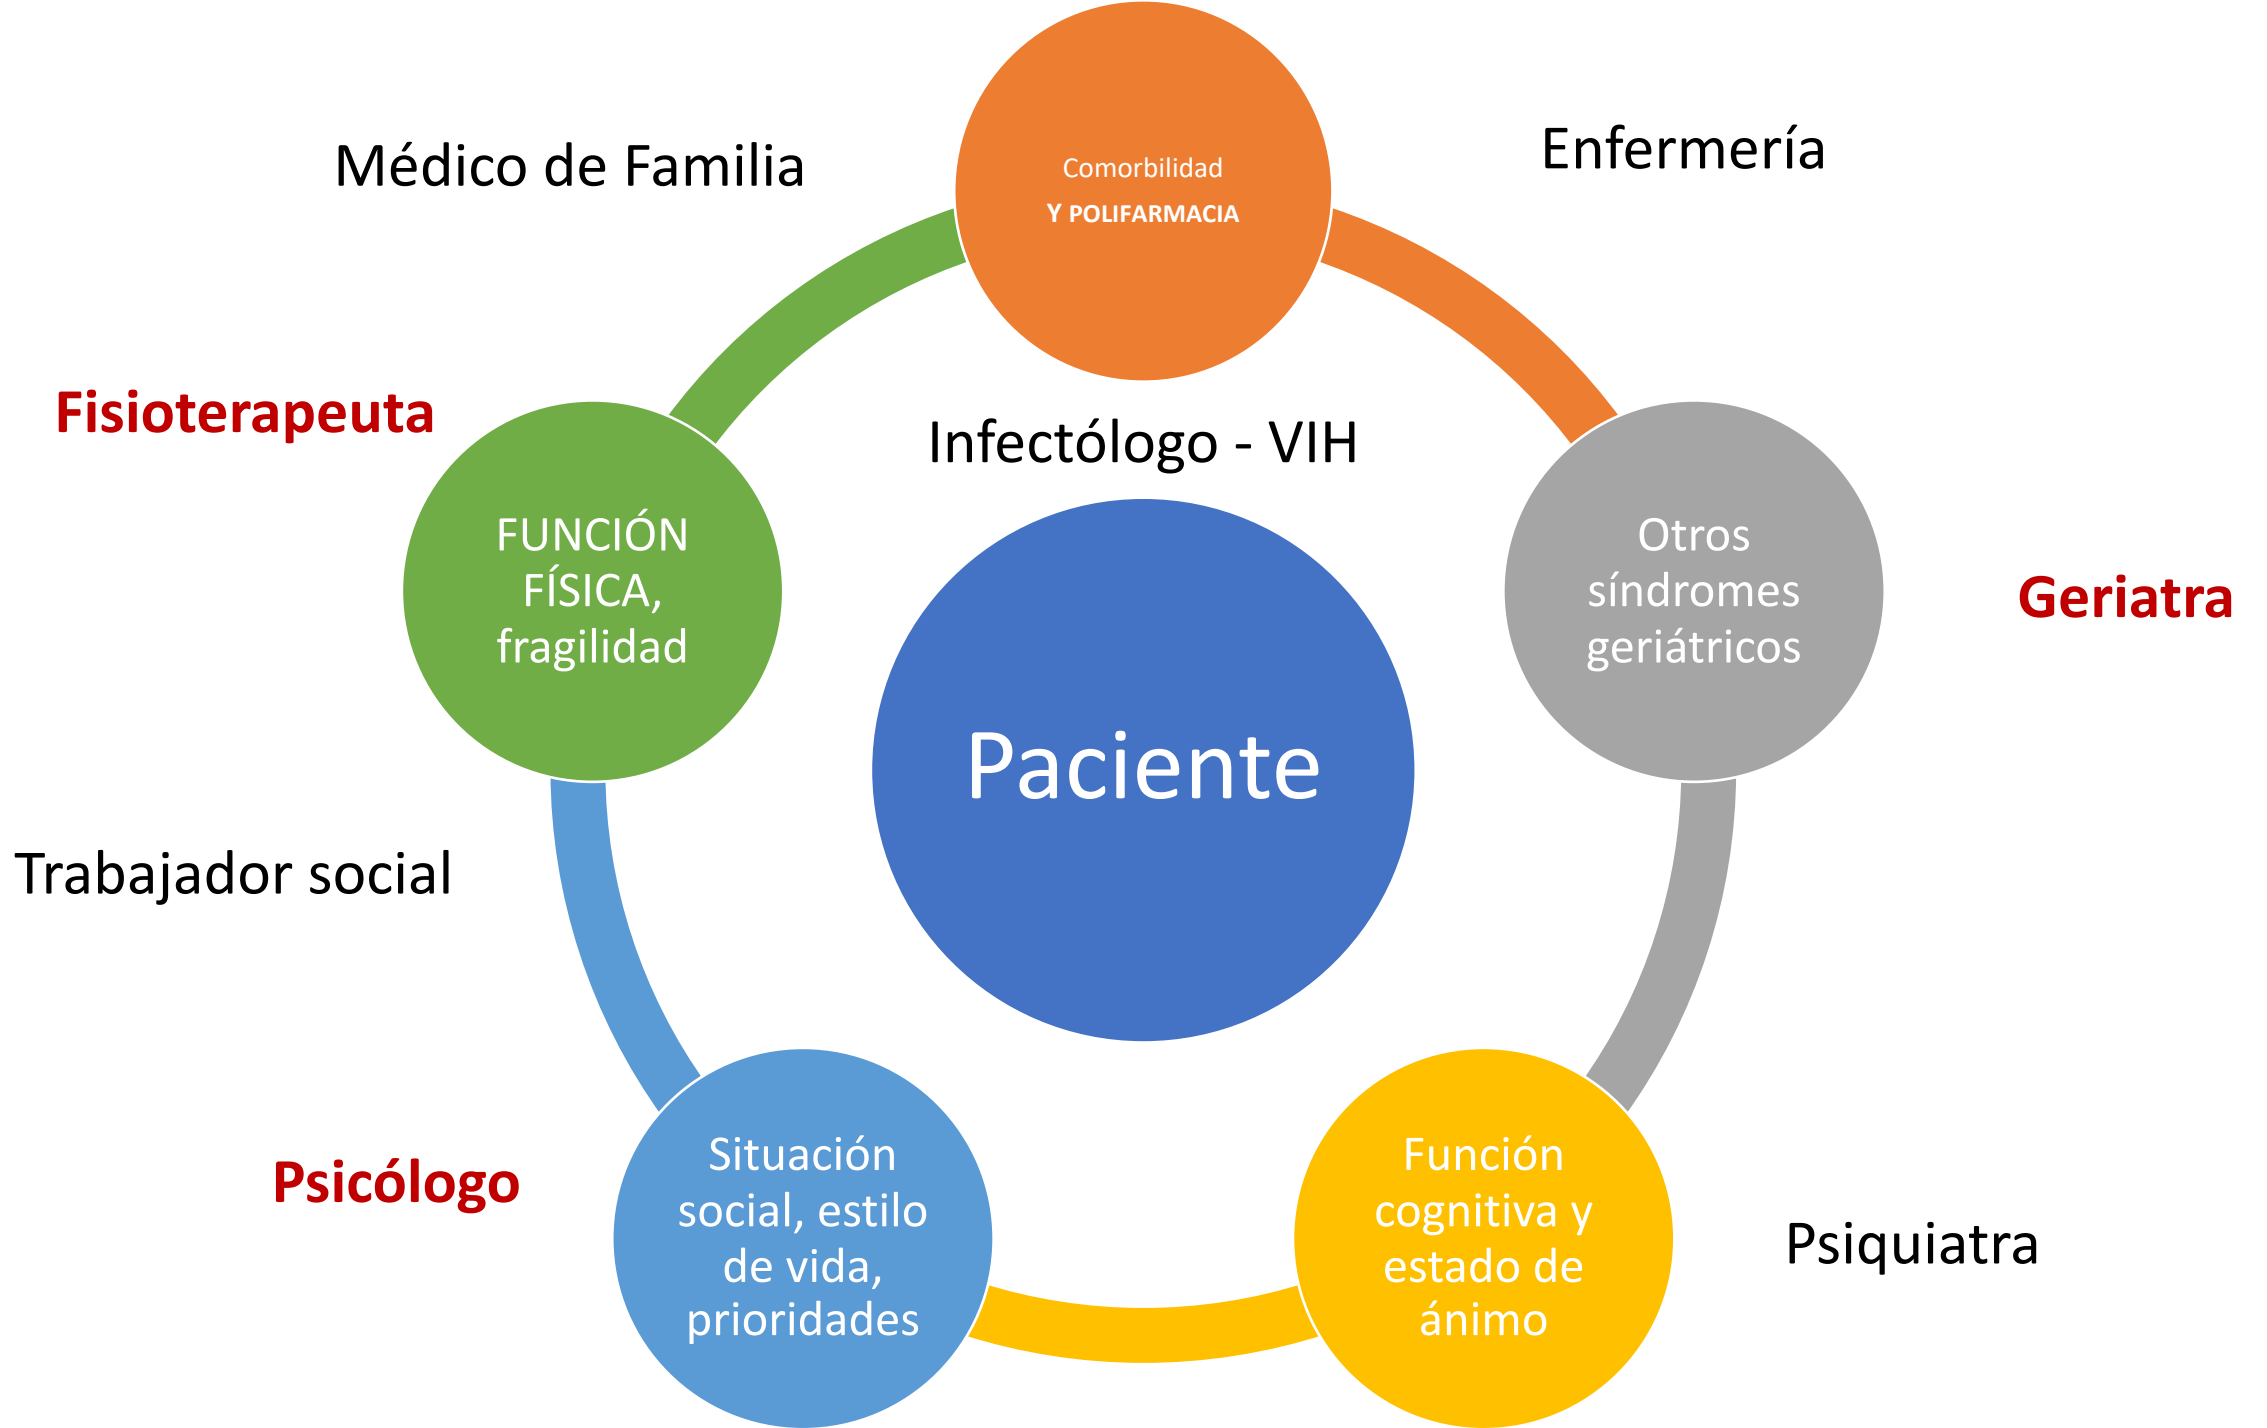 Médico de Familia
Comorbilidad
Y POLIFARMACIA
Enfermería
Fisioterapeuta
Infectólogo - VIH
FUNCIÓN
FÍSICA,
fragilidad
Otros
síndromes
geriátricos
Geriatra
Paciente
Trabajador social
Psicólogo
Situación
social, estilo
de vida,
prioridades
Función
cognitiva y
estado de
ánimo
Psiquiatra